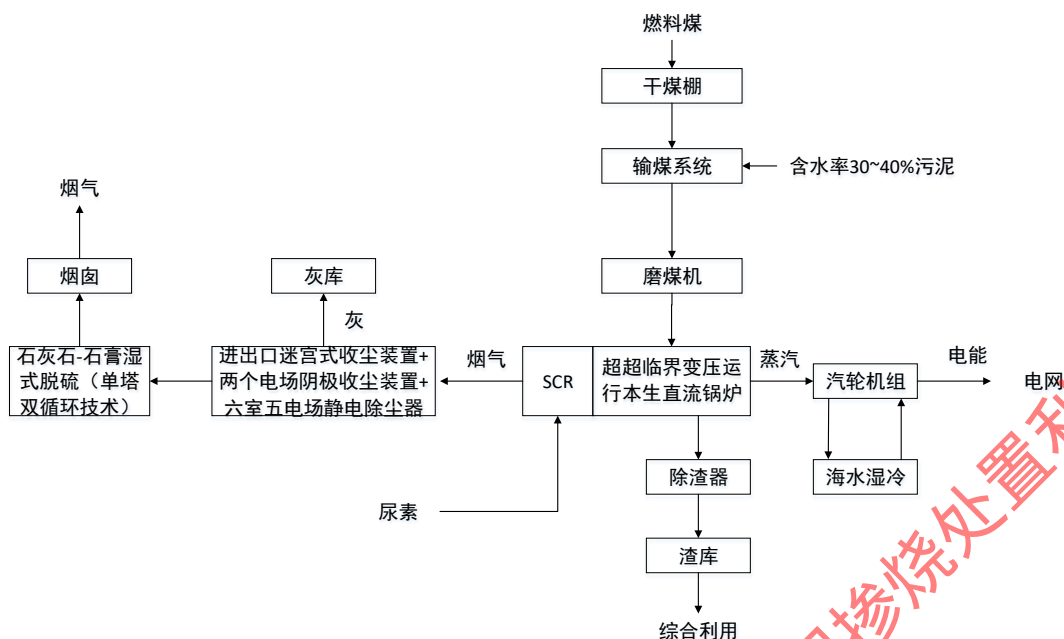 燃料煤
干煤棚
输煤系统
含水率30~40%污泥
烟气
烟囱
灰库
磨煤机
灰
石灰石-石膏湿
式脱硫（单塔
双循环技术）
进出口迷宫式收尘装置+
两个电场阴极收尘装置+
六室五电场静电除尘器
烟气
SCR
超超临界变压运
行本生直流锅炉
蒸汽
汽轮机组
电能
电网
除渣器
海水湿冷
尿素
渣库
综合利用
掺烧处置